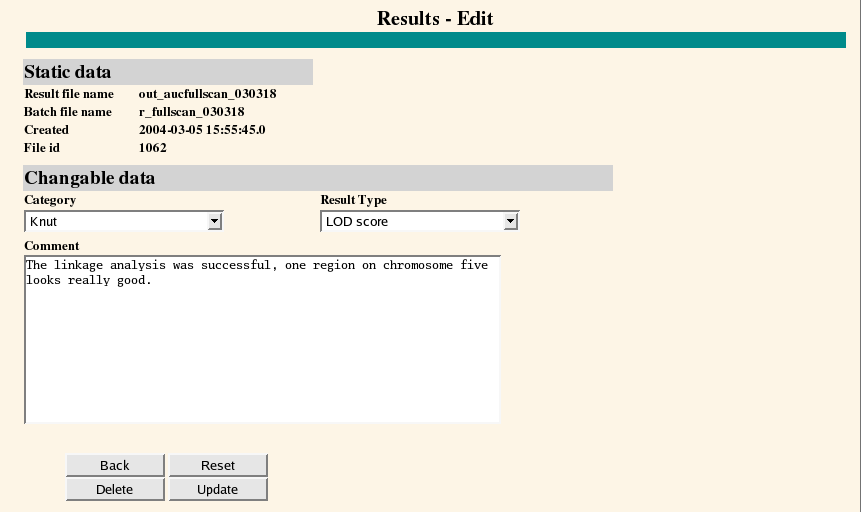 Results - Edit
Static data
Result file name out_aucfullscan_030318
Batch file name r_fullscan_030318
Created 2004-03-05 15:55:45.0
File id 1062
Changable data
Category Result Type
Knut LOD score
Comment
The linkage analysis was successful, one region on chromosome five
looks really good.
Back Reset
Delete Update